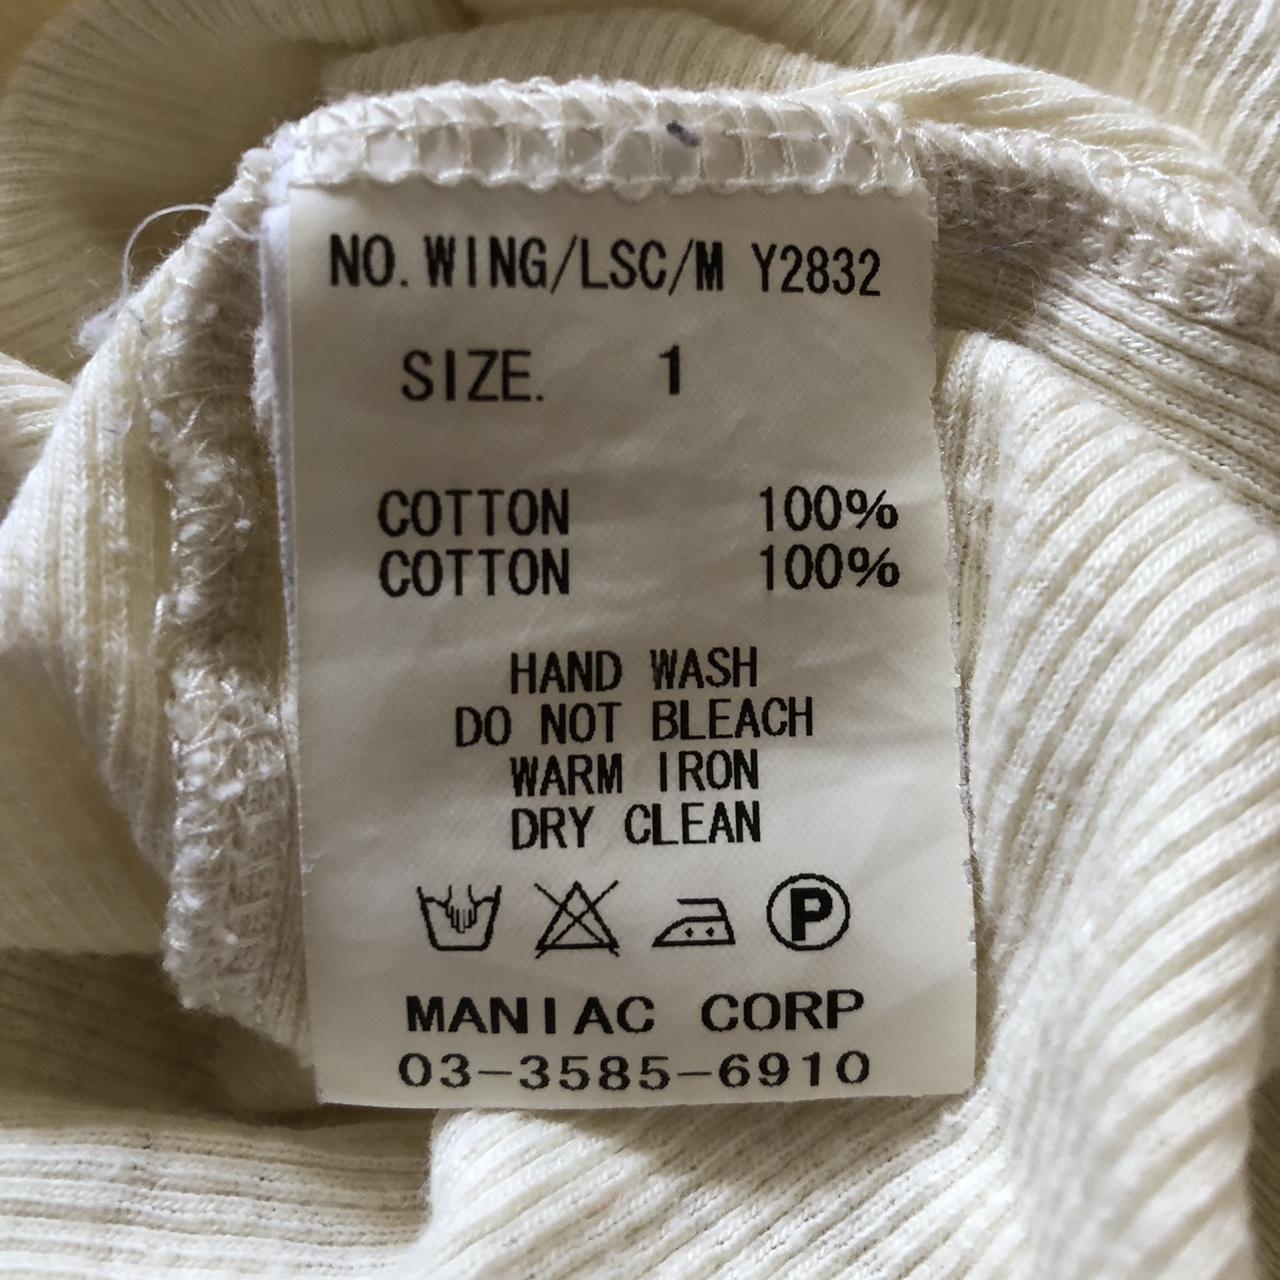 NO. WING/LSC/M Y2832
SIZE. 1
COTTON 100%
COTTON 100%
HAND WASH
DO NOT BLEACH
WARM IRON
DRY CLEAN
P
MANIAC CORP
03-3585-6910